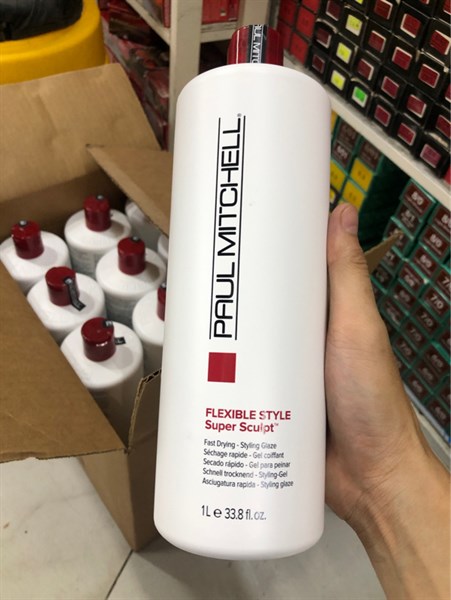 PAUL MITCHELL
FLEXIBLE STYLE
Super Sculpt™
Fast Drying - Styling Glaze
Séchage rapide - Gel coiffant
Secado rápido - Gel para peinar
Schnell trocknend - Styling-Gel
Asciugatura rapida - Styling glaze
1L e 33.8 fl.oz.